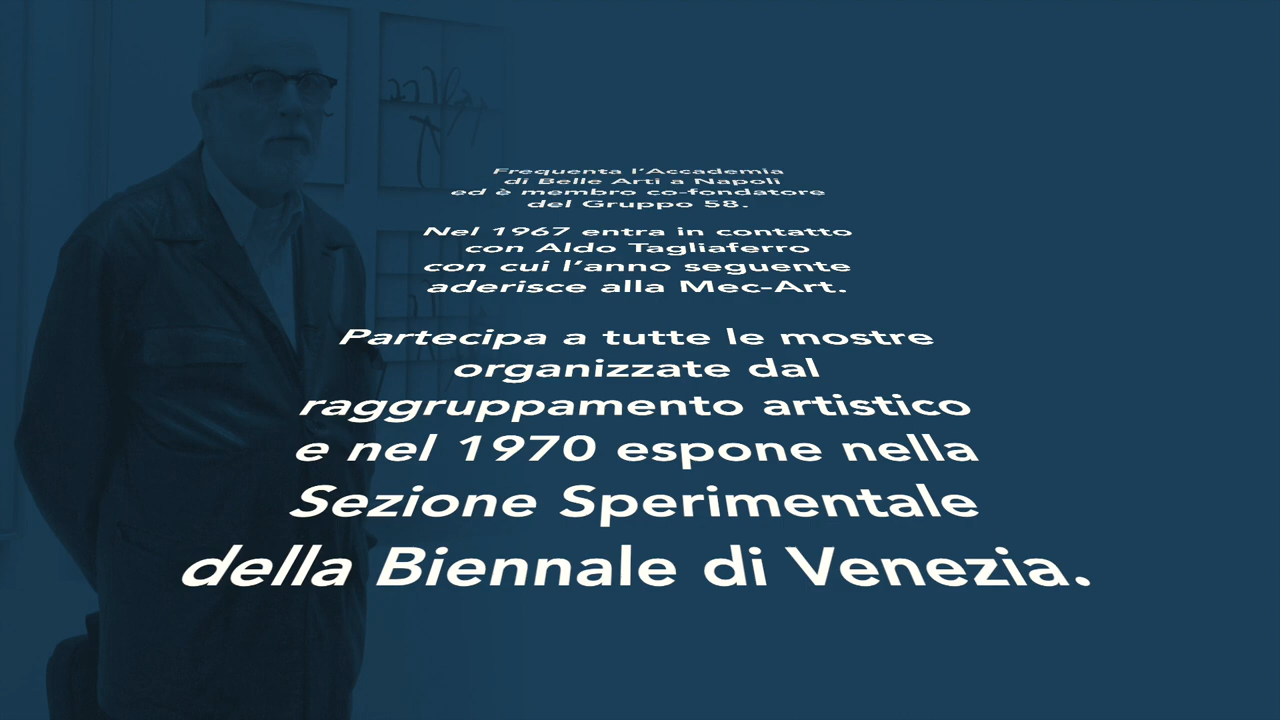 Frequenta l'Accademia
di Belle Arti a Napoli
ed è membro co-fondatore
del Gruppo 58.
Nel 1967 entra in contatto
con Aldo Tagliaferro
con cui l'anno seguente
aderisce alla Mec-Art.
Partecipa a tutte le mostre
organizzate dal
raggruppamento artistico
e nel 1970 espone nella
Sezione Sperimentale
della Biennale di Venezia.